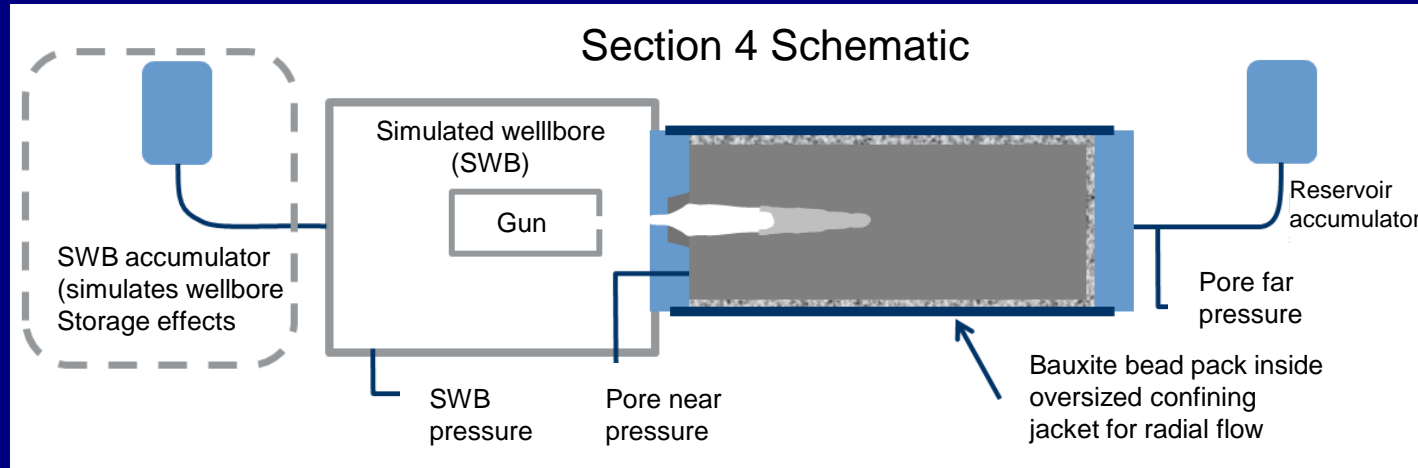 Section 4 Schematic
Simulated welllbore
(SWB)
Gun
SWB accumulator
(simulates wellbore
Storage effects
Reservoir
accumulator
Pore far
pressure
SWB
pressure
Pore near
pressure
Bauxite bead pack inside
oversized confining
jacket for radial flow